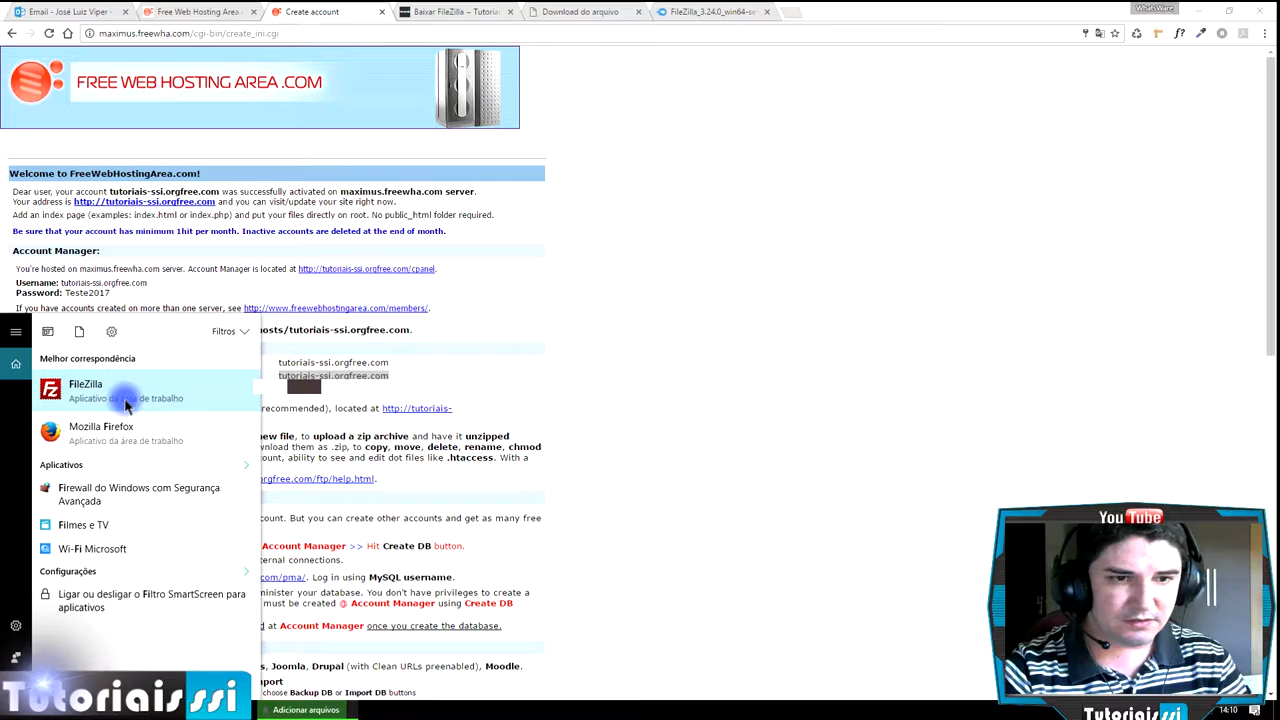 Email - José Luiz Viper
Free Web Hosting Area
Create account
Baixar FileZilla – Tutoria
Download do arquivo
FileZilla_3.24.0_win64-se
WhatsWare
maximus.freewha.com/cgi-bin/create_ini.cgi
FREE WEB HOSTING AREA .COM
Welcome to FreeWebHostingArea.com!
Dear user, your account tutoriais-ssi.orgfree.com was successfully activated on maximus.freewha.com server.
Your address is http://tutoriais-ssi.orgfree.com and you can visit/update your site right now.
Add an index page (examples: index.html or index.php) and put your files directly on root. No public_html folder required.
Be sure that your account has minimum 1hit per month. Inactive accounts are deleted at the end of month.
Account Manager:
You're hosted on maximus.freewha.com server. Account Manager is located at http://tutoriais-ssi.orgfree.com/cpanel.
Username: tutoriais-ssi.orgfree.com
Password: Teste2017
If you have accounts created on more than one server, see http://www.freewebhostingarea.com/members/.
Filtros
hosts/tutoriais-ssi.orgfree.com.
Melhor correspondência
tutoriais-ssi.orgfree.com
tutoriais-ssi.orgfree.com
FileZilla
Aplicativo da área de trabalho
recommended), located at http://tutoriais-
Mozilla Firefox
Aplicativo da área de trabalho
new file, to upload a zip archive and have it unzipped
download them as .zip, to copy, move, delete, rename, chmod
count, ability to see and edit dot files like .htaccess. With a
Aplicativos
orgfree.com/ftp/help.html.
Firewall do Windows com Segurança
Avançada
Filmes e TV
count. But you can create other accounts and get as many free
Wi-Fi Microsoft
Account Manager >> Hit Create DB button.
ternal connections.
Configurações
com/pma/. Log in using MySQL username.
Ligar ou desligar o Filtro SmartScreen para
aplicativos
minister your database. You don't have privileges to create a
must be created @ Account Manager using Create DB
at Account Manager once you create the database.
s, Joomla, Drupal (with Clean URLs preenabled), Moodle.
port
choose Backup DB or Import DB buttons
Adicionar arquivos
14:10
YouTube
Tutoriaisssi
Tutoriaisssi